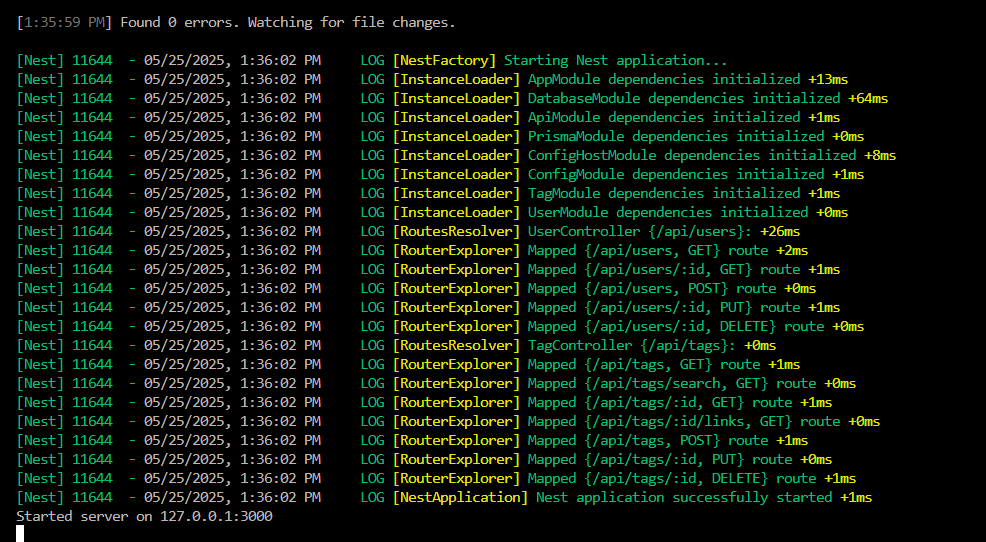 [1:35:59 PM] Found 0 errors. Watching for file changes.
[Nest] 11644  - 05/25/2025, 1:36:02 PM     LOG [NestFactory] Starting Nest application...
[Nest] 11644  - 05/25/2025, 1:36:02 PM     LOG [InstanceLoader] AppModule dependencies initialized +13ms
[Nest] 11644  - 05/25/2025, 1:36:02 PM     LOG [InstanceLoader] DatabaseModule dependencies initialized +64ms
[Nest] 11644  - 05/25/2025, 1:36:02 PM     LOG [InstanceLoader] ApiModule dependencies initialized +1ms
[Nest] 11644  - 05/25/2025, 1:36:02 PM     LOG [InstanceLoader] PrismaModule dependencies initialized +0ms
[Nest] 11644  - 05/25/2025, 1:36:02 PM     LOG [InstanceLoader] ConfigHostModule dependencies initialized +8ms
[Nest] 11644  - 05/25/2025, 1:36:02 PM     LOG [InstanceLoader] ConfigModule dependencies initialized +1ms
[Nest] 11644  - 05/25/2025, 1:36:02 PM     LOG [InstanceLoader] TagModule dependencies initialized +1ms
[Nest] 11644  - 05/25/2025, 1:36:02 PM     LOG [InstanceLoader] UserModule dependencies initialized +0ms
[Nest] 11644  - 05/25/2025, 1:36:02 PM     LOG [RoutesResolver] UserController {/api/users}: +26ms
[Nest] 11644  - 05/25/2025, 1:36:02 PM     LOG [RouterExplorer] Mapped {/api/users, GET} route +2ms
[Nest] 11644  - 05/25/2025, 1:36:02 PM     LOG [RouterExplorer] Mapped {/api/users/:id, GET} route +1ms
[Nest] 11644  - 05/25/2025, 1:36:02 PM     LOG [RouterExplorer] Mapped {/api/users, POST} route +0ms
[Nest] 11644  - 05/25/2025, 1:36:02 PM     LOG [RouterExplorer] Mapped {/api/users/:id, PUT} route +1ms
[Nest] 11644  - 05/25/2025, 1:36:02 PM     LOG [RouterExplorer] Mapped {/api/users/:id, DELETE} route +0ms
[Nest] 11644  - 05/25/2025, 1:36:02 PM     LOG [RoutesResolver] TagController {/api/tags}: +0ms
[Nest] 11644  - 05/25/2025, 1:36:02 PM     LOG [RouterExplorer] Mapped {/api/tags, GET} route +1ms
[Nest] 11644  - 05/25/2025, 1:36:02 PM     LOG [RouterExplorer] Mapped {/api/tags/search, GET} route +0ms
[Nest] 11644  - 05/25/2025, 1:36:02 PM     LOG [RouterExplorer] Mapped {/api/tags/:id, GET} route +1ms
[Nest] 11644  - 05/25/2025, 1:36:02 PM     LOG [RouterExplorer] Mapped {/api/tags/:id/links, GET} route +0ms
[Nest] 11644  - 05/25/2025, 1:36:02 PM     LOG [RouterExplorer] Mapped {/api/tags, POST} route +1ms
[Nest] 11644  - 05/25/2025, 1:36:02 PM     LOG [RouterExplorer] Mapped {/api/tags/:id, PUT} route +0ms
[Nest] 11644  - 05/25/2025, 1:36:02 PM     LOG [RouterExplorer] Mapped {/api/tags/:id, DELETE} route +1ms
[Nest] 11644  - 05/25/2025, 1:36:02 PM     LOG [NestApplication] Nest application successfully started +1ms
Started server on 127.0.0.1:3000